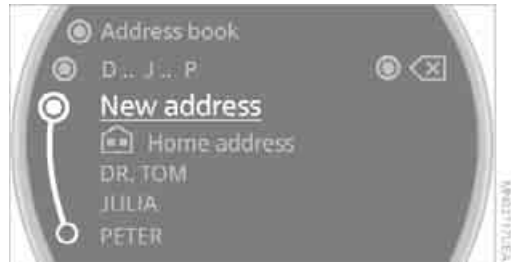 Address book
D.. J.. P
New address
Home address
DR. TOM
JULIA
PETER